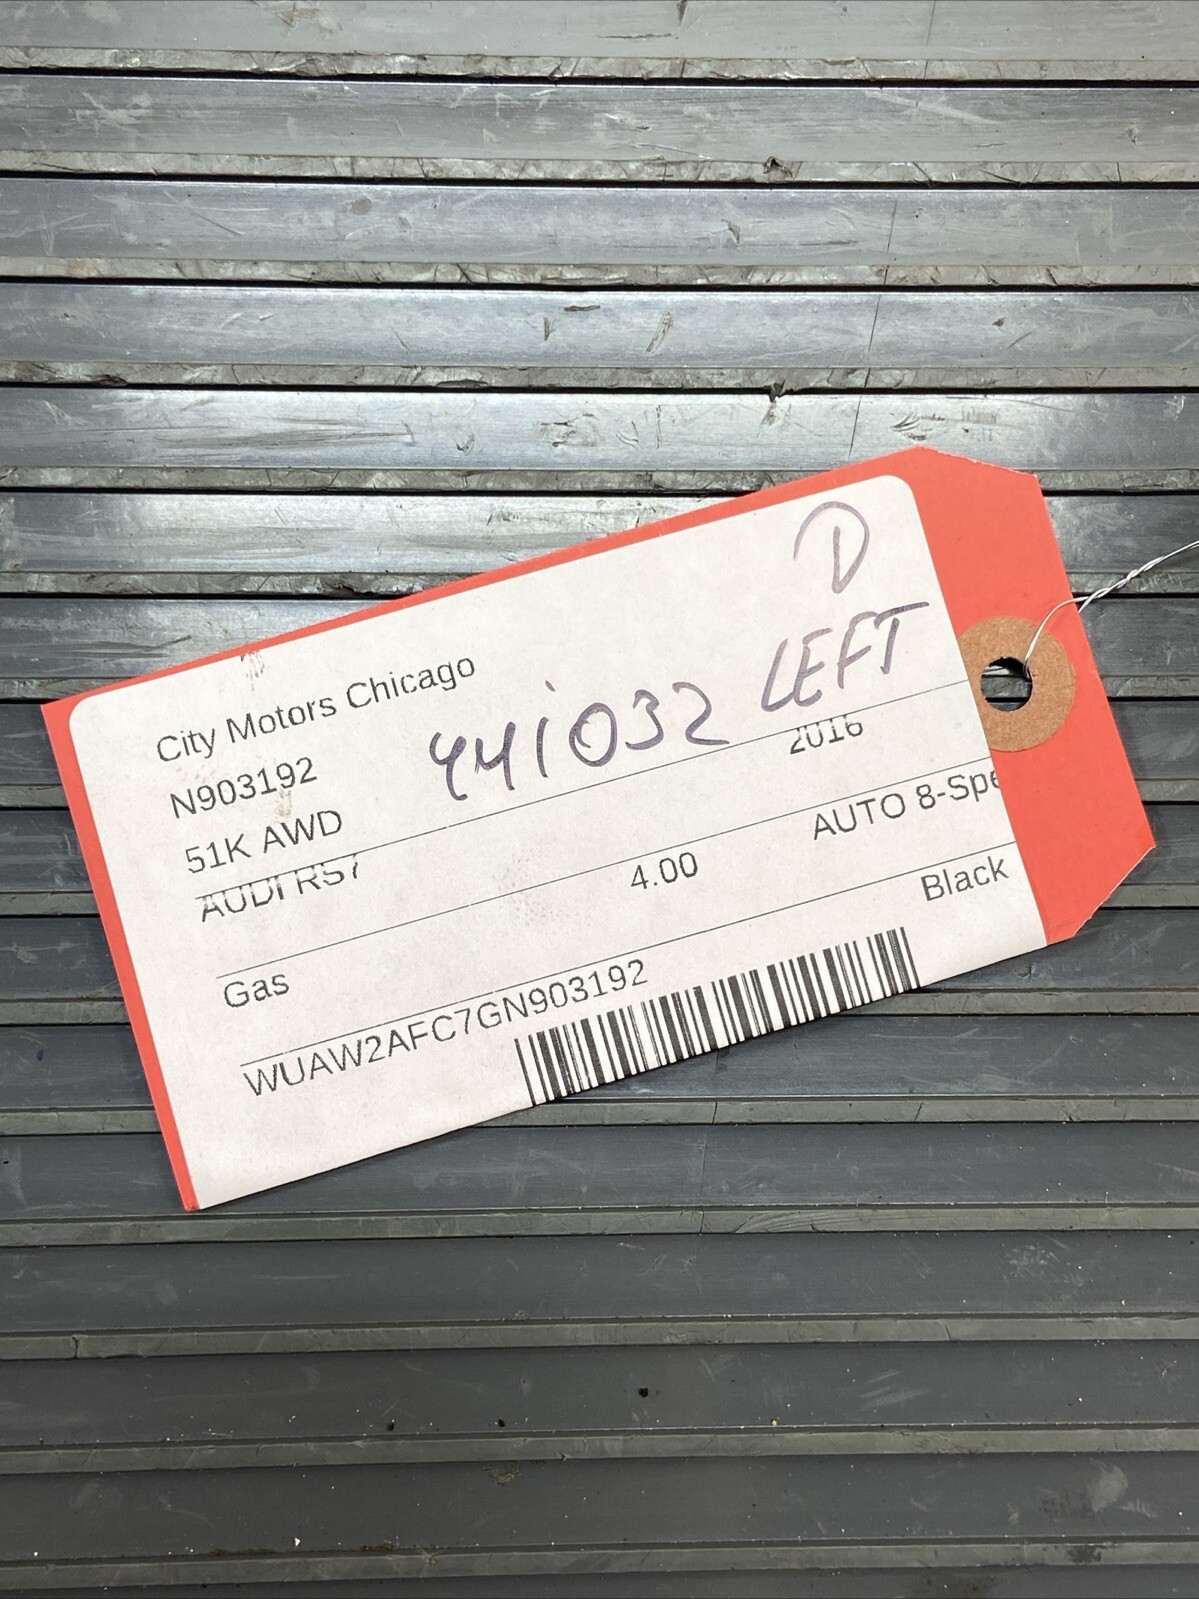 D
LEFT
City Motors Chicago
441032
N903192
51K AWD
2016
AUDI RS7
AUTO 8-Spe
4.00
Black
Gas
WUAW2AFC7GN903192